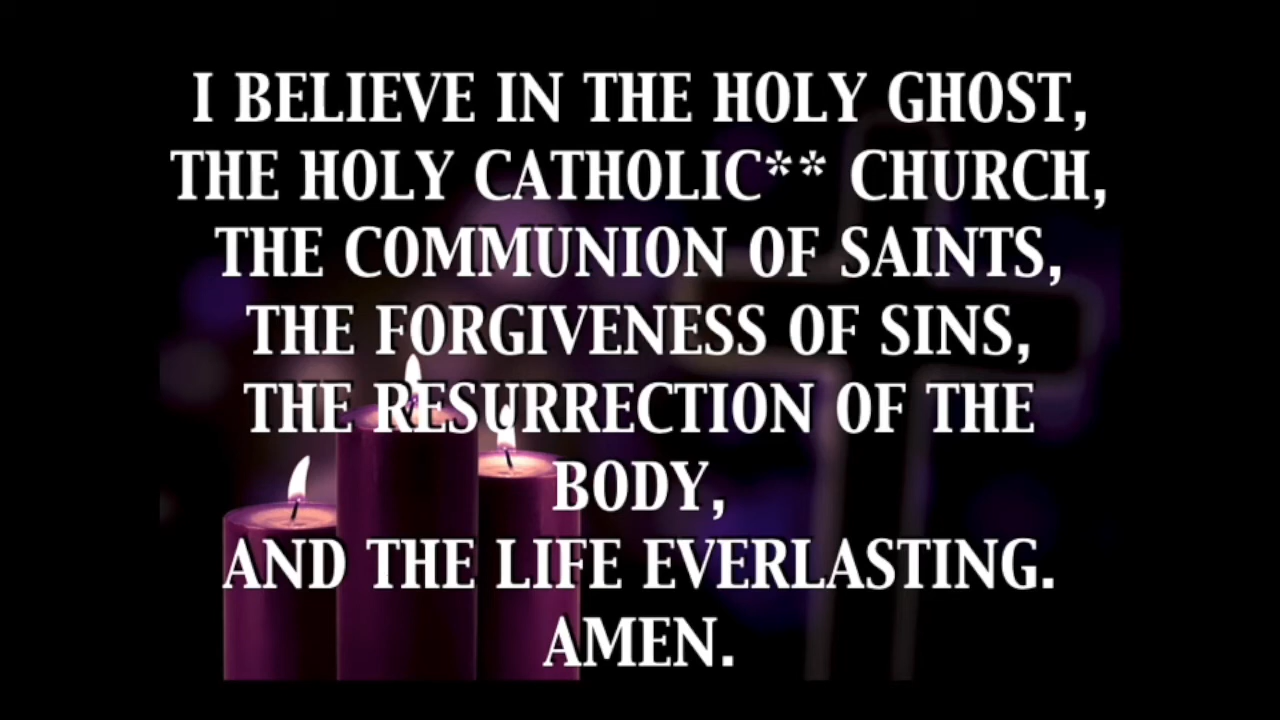 I BELIEVE IN THE HOLY GHOST,
THE HOLY CATHOLIC** CHURCH,
THE COMMUNION OF SAINTS,
THE FORGIVENESS OF SINS,
THE RESURRECTION OF THE
BODY,
AND THE LIFE EVERLASTING.
AMEN.